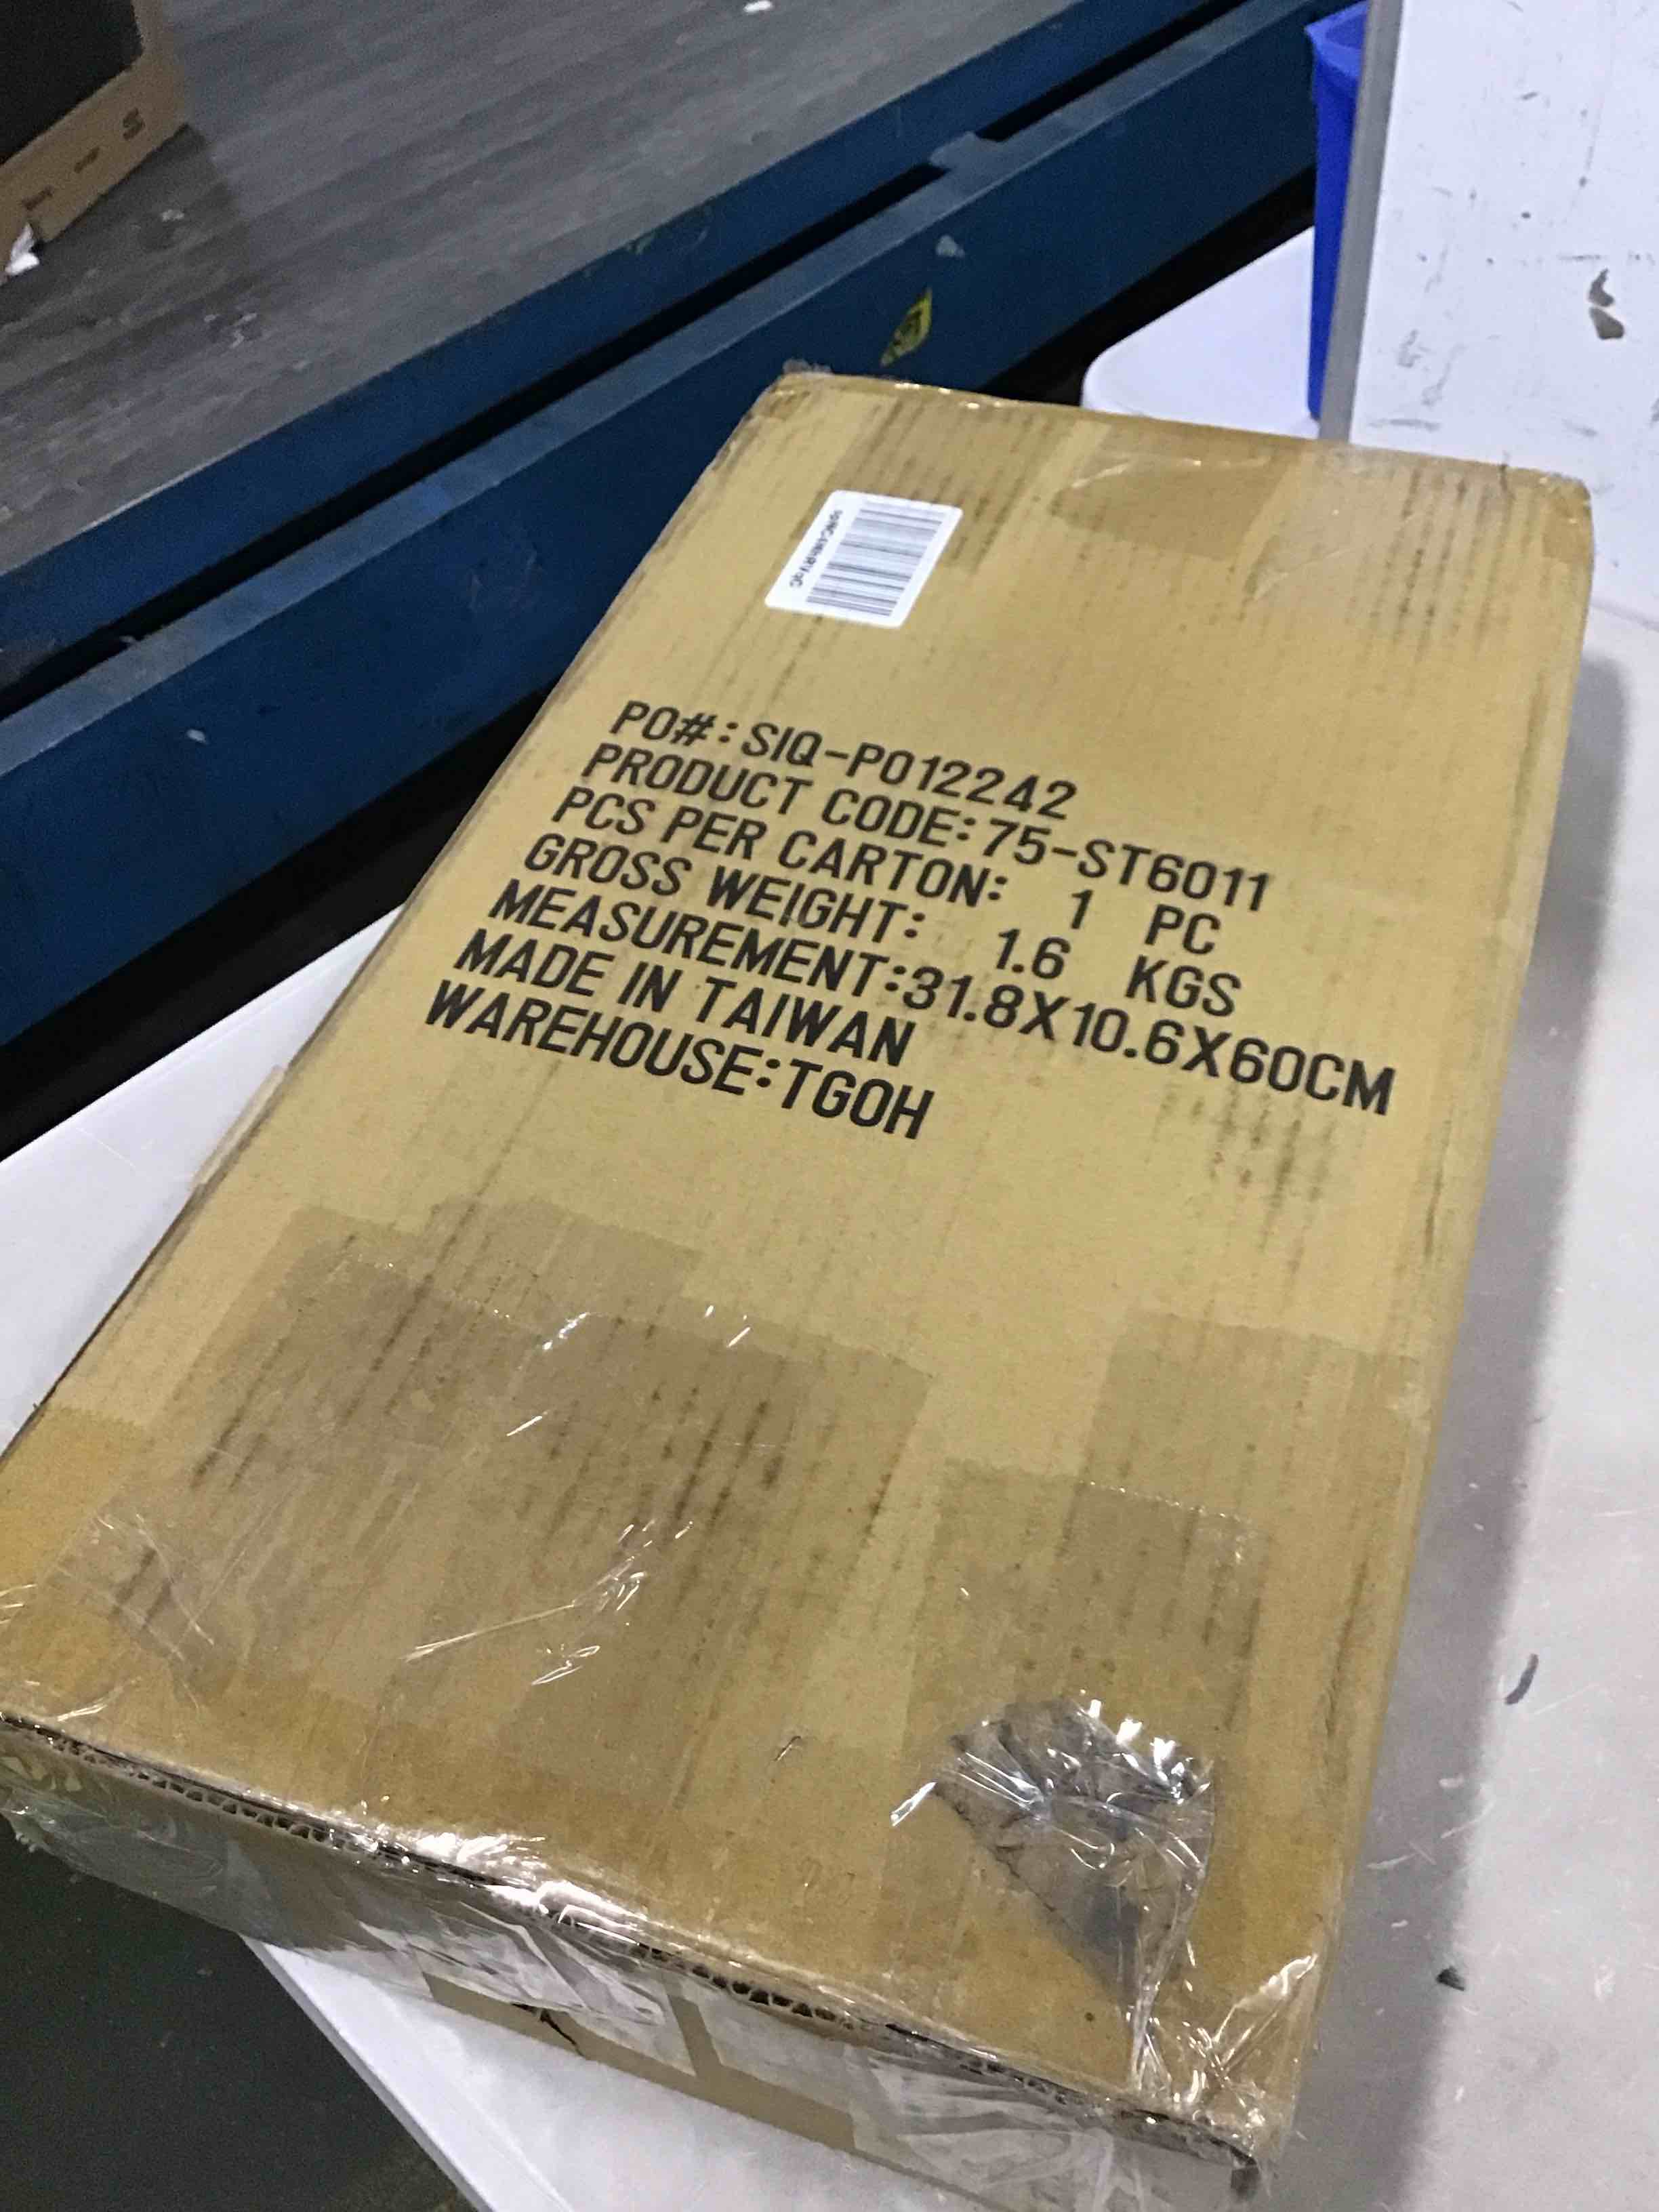 PO#: SIQ-PO12242
PRODUCT CODE: 75-ST6011
PCS PER CARTON: 1 PC
GROSS WEIGHT: 1.6 KGS
MEASUREMENT:31.8X10.6X60CM
MADE IN TAIWAN
WAREHOUSE:TGOH